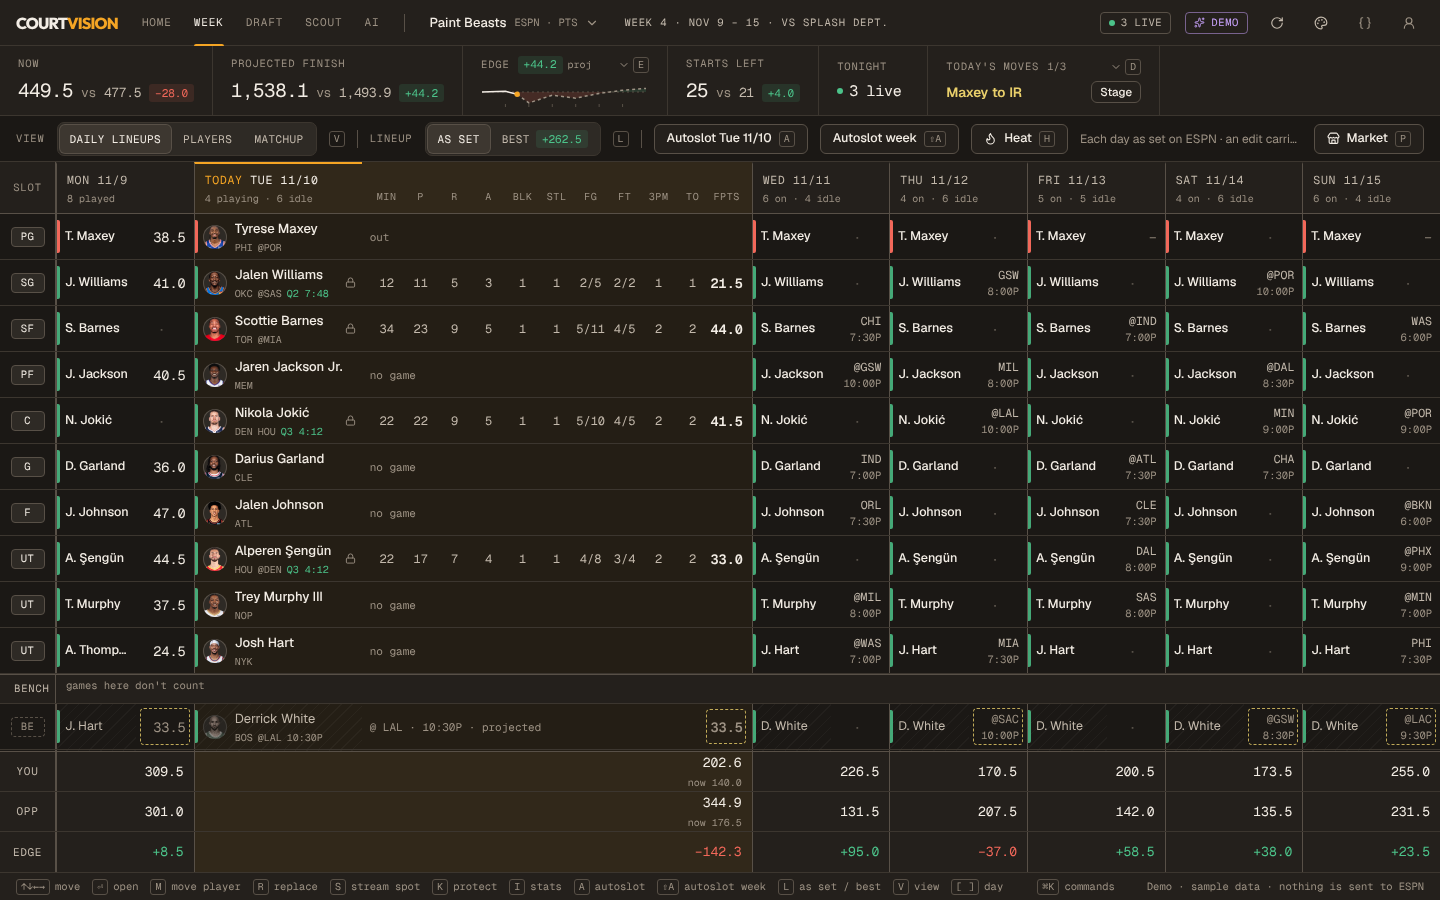 COURTVISION HOME WEEK DRAFT SCOUT AI Paint Beasts ESPN · PTS WEEK 4 · NOV 9 – 15 · VS SPLASH DEPT. 3 LIVE DEMO { }
NOW PROJECTED FINISH EDGE +44.2 proj E STARTS LEFT TONIGHT TODAY'S MOVES 1/3 D
449.5 VS 477.5 −28.0 1,538.1 VS 1,493.9 +44.2 25 VS 21 +4.0 3 live Maxey to IR Stage
VIEW DAILY LINEUPS PLAYERS MATCHUP V LINEUP AS SET BEST +262.5 L Autoslot Tue 11/10 A Autoslot week ⇧A Heat H Each day as set on ESPN · an edit carri… Market P
SLOT MON 11/9 TODAY TUE 11/10 MIN P R A BLK STL FG FT 3PM TO FPTS WED 11/11 THU 11/12 FRI 11/13 SAT 11/14 SUN 11/15
8 played 4 playing · 6 idle 6 on · 4 idle 4 on · 6 idle 5 on · 5 idle 4 on · 6 idle 6 on · 4 idle
PG T. Maxey 38.5 Tyrese Maxey out T. Maxey · T. Maxey · T. Maxey – T. Maxey · T. Maxey –
PHI @POR
SG J. Williams 41.0 Jalen Williams 12 11 5 3 1 1 2/5 2/2 1 1 21.5 J. Williams · J. Williams GSW J. Williams · J. Williams @POR J. Williams ·
OKC @SAS Q2 7:48 8:00P 10:00P
SF S. Barnes · Scottie Barnes 34 23 9 5 1 1 5/11 4/5 2 2 44.0 S. Barnes CHI S. Barnes · S. Barnes @IND S. Barnes · S. Barnes WAS
TOR @MIA 7:30P 7:00P 6:00P
PF J. Jackson 40.5 Jaren Jackson Jr. no game J. Jackson @GSW J. Jackson MIL J. Jackson · J. Jackson @DAL J. Jackson ·
MEM 10:00P 8:00P 8:30P
C N. Jokić · Nikola Jokić 22 22 9 5 1 1 5/10 4/5 2 2 41.5 N. Jokić · N. Jokić @LAL N. Jokić · N. Jokić MIN N. Jokić @POR
DEN HOU Q3 4:12 10:00P 9:00P 9:00P
G D. Garland 36.0 Darius Garland no game D. Garland IND D. Garland · D. Garland @ATL D. Garland CHA D. Garland ·
CLE 7:00P 7:30P 7:30P
F J. Johnson 47.0 Jalen Johnson no game J. Johnson ORL J. Johnson · J. Johnson CLE J. Johnson · J. Johnson @BKN
ATL 7:30P 7:30P 6:00P
UT A. Şengün 44.5 Alperen Şengün 22 17 7 4 1 1 4/8 3/4 2 2 33.0 A. Şengün · A. Şengün · A. Şengün DAL A. Şengün · A. Şengün @PHX
HOU @DEN Q3 4:12 8:00P 9:00P
UT T. Murphy 37.5 Trey Murphy III no game T. Murphy @MIL T. Murphy · T. Murphy SAS T. Murphy · T. Murphy @MIN
NOP 8:00P 8:00P 7:00P
UT A. Thomp… 24.5 Josh Hart no game J. Hart @WAS J. Hart MIA J. Hart · J. Hart · J. Hart PHI
NYK 7:00P 7:30P 7:30P
BENCH games here don't count
BE J. Hart 33.5 Derrick White @ LAL · 10:30P · projected 33.5 D. White · D. White @SAC D. White · D. White @GSW D. White @LAC
BOS @LAL 10:30P 10:00P 8:30P 9:30P
YOU 309.5 202.6 226.5 170.5 200.5 173.5 255.0
now 140.0
OPP 301.0 344.9 131.5 207.5 142.0 135.5 231.5
now 176.5
EDGE +8.5 −142.3 +95.0 −37.0 +58.5 +38.0 +23.5
↑↓←→ move ⏎ open M move player R replace S stream spot K protect I stats A autoslot ⇧A autoslot week L as set / best V view [ ] day ⌘K commands Demo · sample data · nothing is sent to ESPN